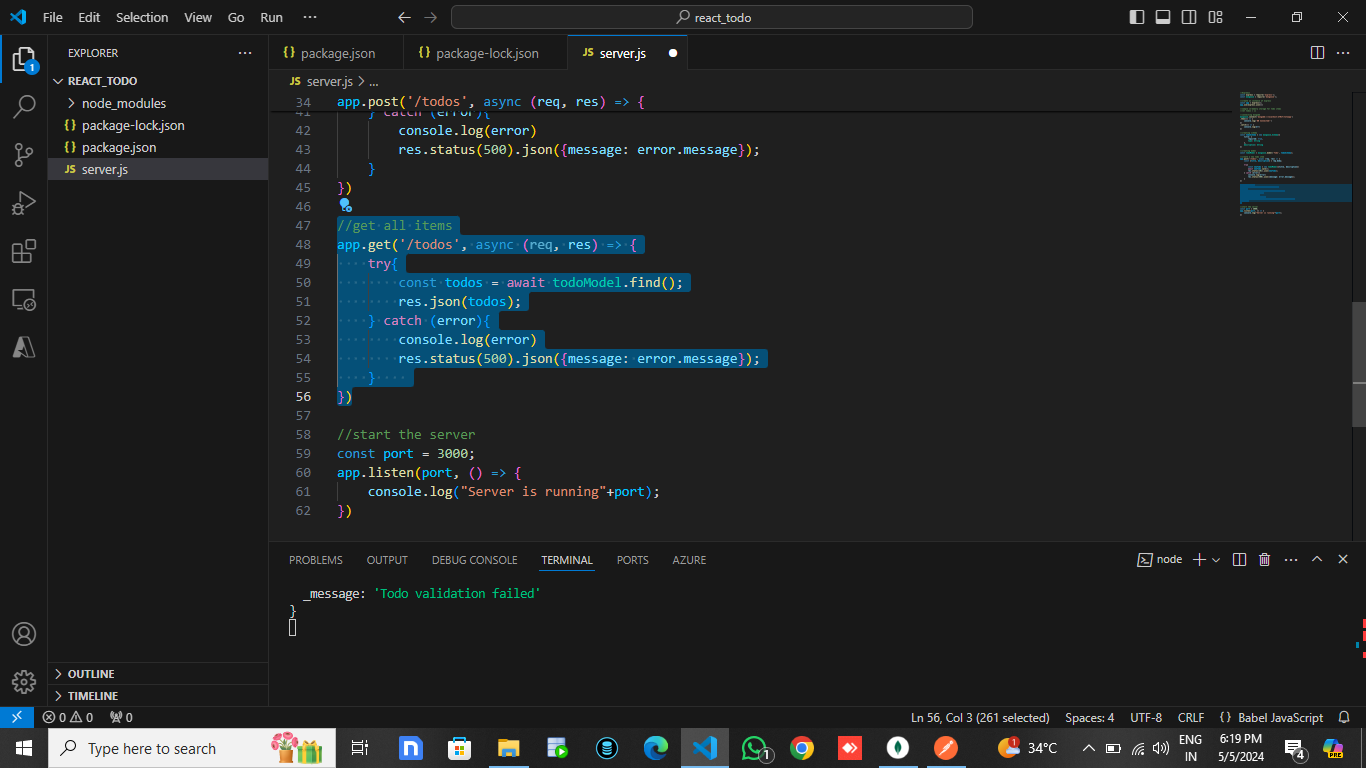 File Edit Selection View Go Run ··· react_todo
EXPLORER ···
REACT_TODO
node_modules
{} package-lock.json
{} package.json
JS server.js
OUTLINE
TIMELINE
{} package.json {} package-lock.json JS server.js ●
JS server.js > ...
34 app.post('/todos', async (req, res) => {
41 } catch (error){
42 console.log(error)
43 res.status(500).json({message: error.message});
44 }
45 })
46
47 //get all items
48 app.get('/todos', async (req, res) => {
49 try{
50 const todos = await todoModel.find();
51 res.json(todos);
52 } catch (error){
53 console.log(error)
54 res.status(500).json({message: error.message});
55 }
56 })
57
58 //start the server
59 const port = 3000;
60 app.listen(port, () => {
61 console.log("Server is running"+port);
62 })
PROBLEMS OUTPUT DEBUG CONSOLE TERMINAL PORTS AZURE node
_message: 'Todo validation failed'
}
1
0 0 0 Ln 56, Col 3 (261 selected) Spaces: 4 UTF-8 CRLF {} Babel JavaScript
Type here to search 1 1 34°C ENG IN 6:19 PM 5/5/2024 4 PRE